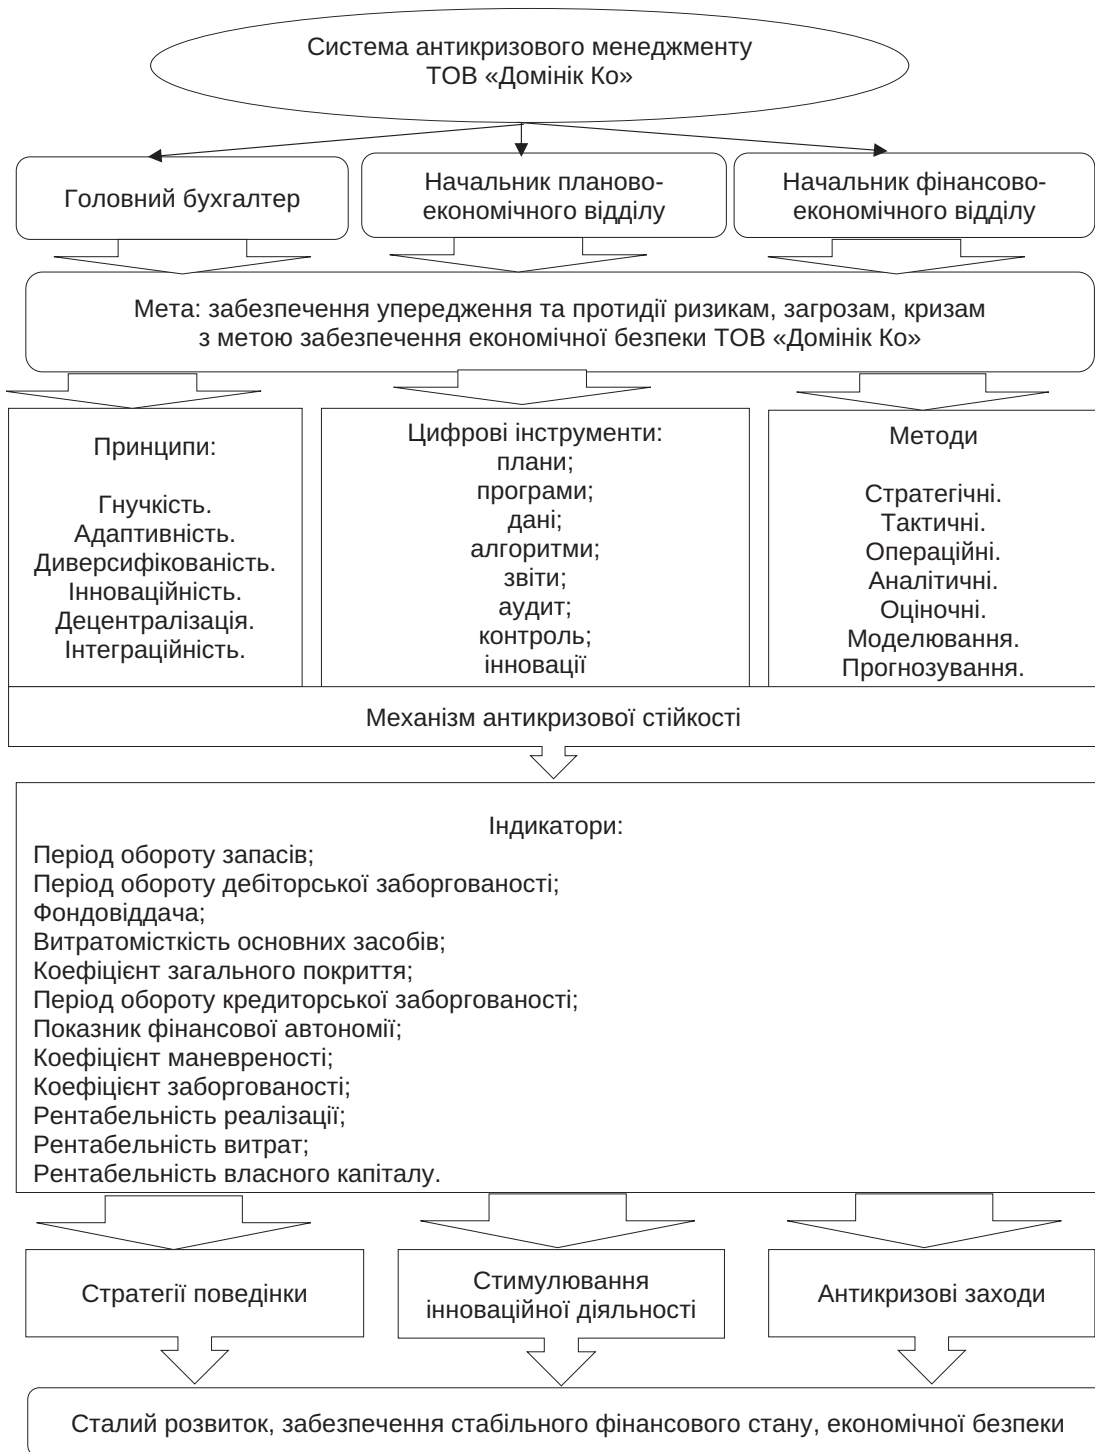 Система антикризового менеджменту
ТОВ «Домінік Ко»
Головний бухгалтер
Начальник планово-
економічного відділу
Начальник фінансово-
економічного відділу
Мета: забезпечення упередження та протидії ризикам, загрозам, кризам
з метою забезпечення економічної безпеки ТОВ «Домінік Ко»
Принципи:
Гнучкість.
Адаптивність.
Диверсифікованість.
Інноваційність.
Децентралізація.
Інтеграційність.
Цифрові інструменти:
плани;
програми;
дані;
алгоритми;
звіти;
аудит;
контроль;
інновації
Методи
Стратегічні.
Тактичні.
Операційні.
Аналітичні.
Оціночні.
Моделювання.
Прогнозування.
Механізм антикризової стійкості
Індикатори:
Період обороту запасів;
Період обороту дебіторської заборгованості;
Фондовіддача;
Витратомісткість основних засобів;
Коефіцієнт загального покриття;
Період обороту кредиторської заборгованості;
Показник фінансової автономії;
Коефіцієнт маневреності;
Коефіцієнт заборгованості;
Рентабельність реалізації;
Рентабельність витрат;
Рентабельність власного капіталу.
Стратегії поведінки
Стимулювання
інноваційної діяльності
Антикризові заходи
Сталий розвиток, забезпечення стабільного фінансового стану, економічної безпеки